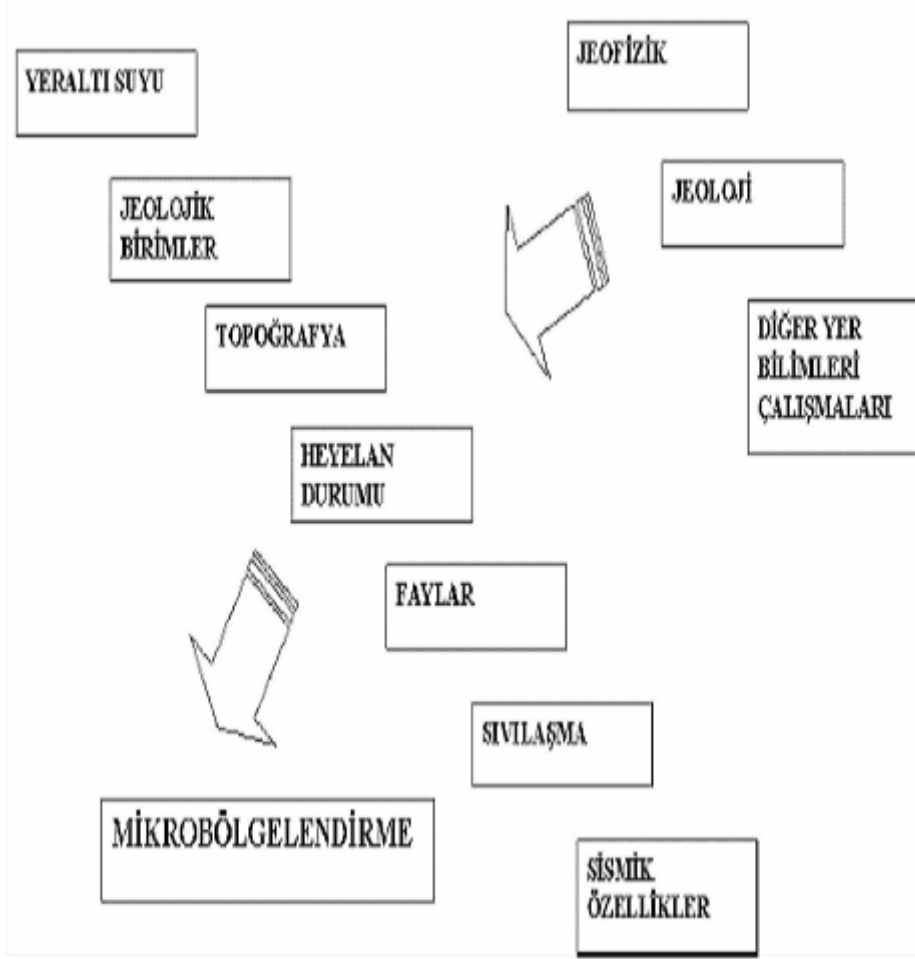 YERALTI SUYU
JEOFİZİK
JEOLOJİK
BİRİMLER
JEOLOJİ
TOPOĞRAFYA
DİĞER YER
BİLİMLERİ
ÇALIŞMALARI
HEYELAN
DURUMU
FAYLAR
SIVILAŞMA
MİKROBÖLGELENDİRME
SİSMİK
ÖZELLİKLER